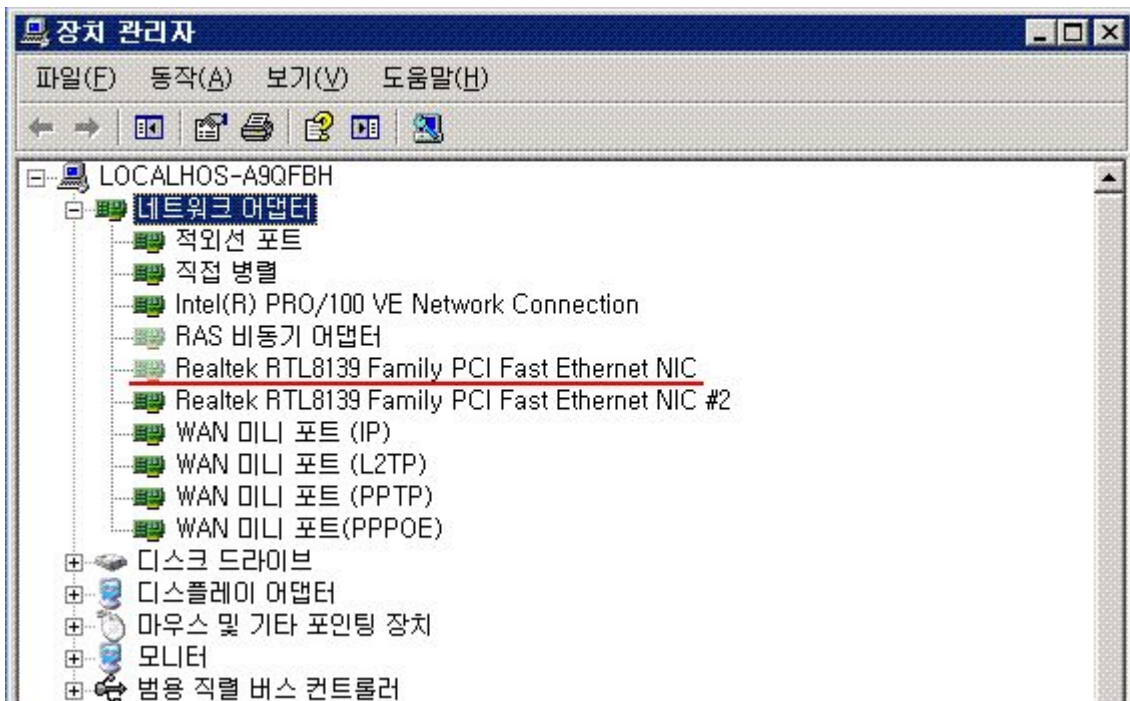 장치 관리자
파일(F) 동작(A) 보기(V) 도움말(H)
LOCALHOS-A9QFBH
네트워크 어댑터
적외선 포트
직접 병렬
Intel(R) PRO/100 VE Network Connection
RAS 비동기 어댑터
Realtek RTL8139 Family PCI Fast Ethernet NIC
Realtek RTL8139 Family PCI Fast Ethernet NIC #2
WAN 미니 포트 (IP)
WAN 미니 포트 (L2TP)
WAN 미니 포트 (PPTP)
WAN 미니 포트(PPPOE)
디스크 드라이브
디스플레이 어댑터
마우스 및 기타 포인팅 장치
모니터
범용 직렬 버스 컨트롤러